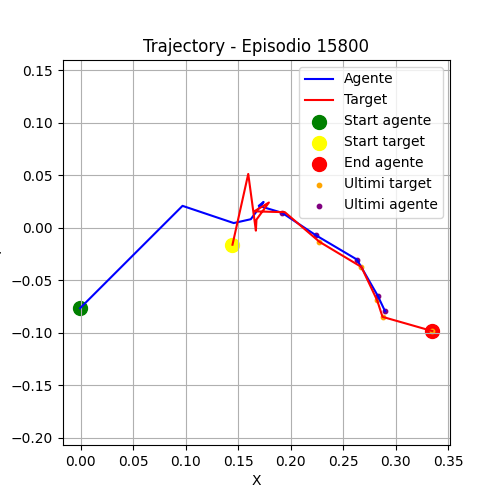 Trajectory - Episodio 15800
Agente
Target
Start agente
Start target
End agente
Ultimi target
Ultimi agente
0.15
0.10
0.05
0.00
−0.05
−0.10
−0.15
−0.20
0.00 0.05 0.10 0.15 0.20 0.25 0.30 0.35
X